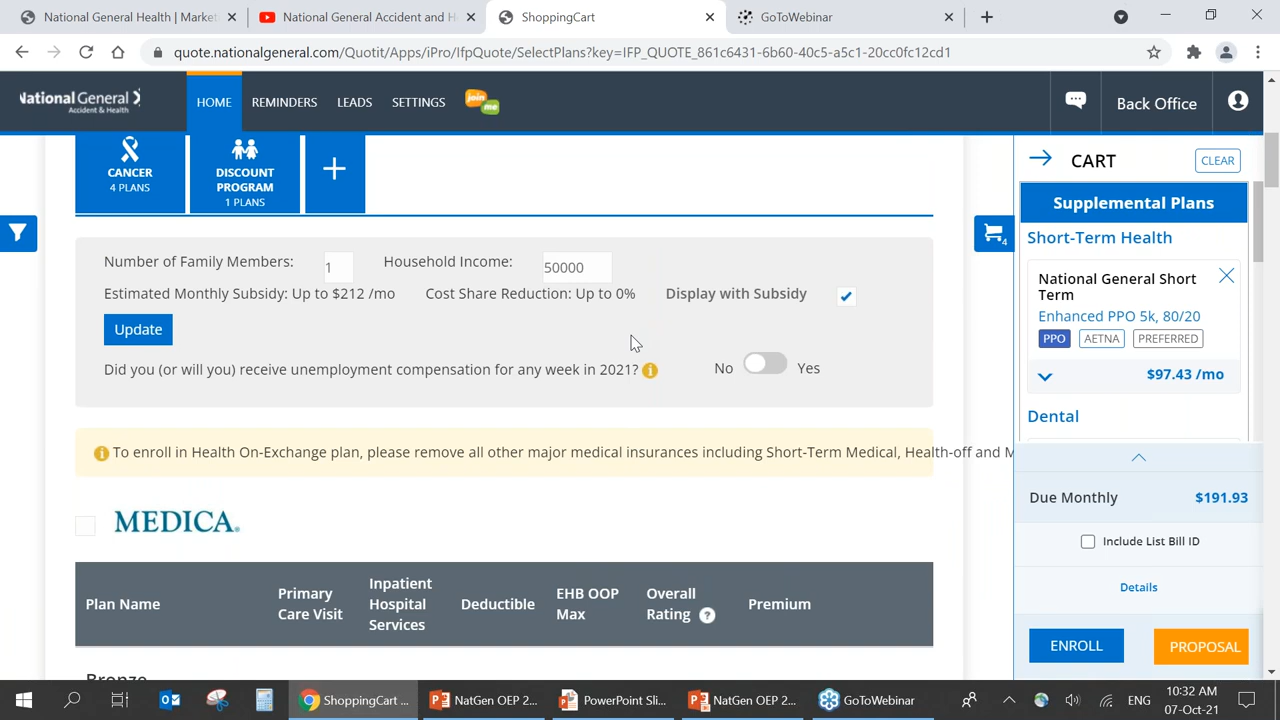 National General Health | Market
National General Accident and H
ShoppingCart
GoToWebinar
quote.nationalgeneral.com/Quotit/Apps/iPro/IfpQuote/SelectPlans?key=IFP_QUOTE_861c6431-6b60-40c5-a5c1-20cc0fc12cd1
National General
Accident & Health
HOME
REMINDERS
LEADS
SETTINGS
join me
Back Office
CANCER
4 PLANS
DISCOUNT
PROGRAM
1 PLANS
Number of Family Members:
1
Household Income:
50000
Estimated Monthly Subsidy: Up to $212 /mo
Cost Share Reduction: Up to 0%
Display with Subsidy
Update
Did you (or will you) receive unemployment compensation for any week in 2021?
No
Yes
To enroll in Health On-Exchange plan, please remove all other major medical insurances including Short-Term Medical, Health-off and M
MEDICA.
Plan Name
Primary
Care Visit
Inpatient
Hospital
Services
Deductible
EHB OOP
Max
Overall
Rating ?
Premium
Bronze
4
CART
CLEAR
Supplemental Plans
Short-Term Health
National General Short
Term
Enhanced PPO 5k, 80/20
PPO
AETNA
PREFERRED
$97.43 /mo
Dental
Due Monthly
$191.93
Include List Bill ID
Details
ENROLL
PROPOSAL
ShoppingCart ...
NatGen OEP 2...
PowerPoint Sli...
NatGen OEP 2...
GoToWebinar
ENG
10:32 AM
07-Oct-21